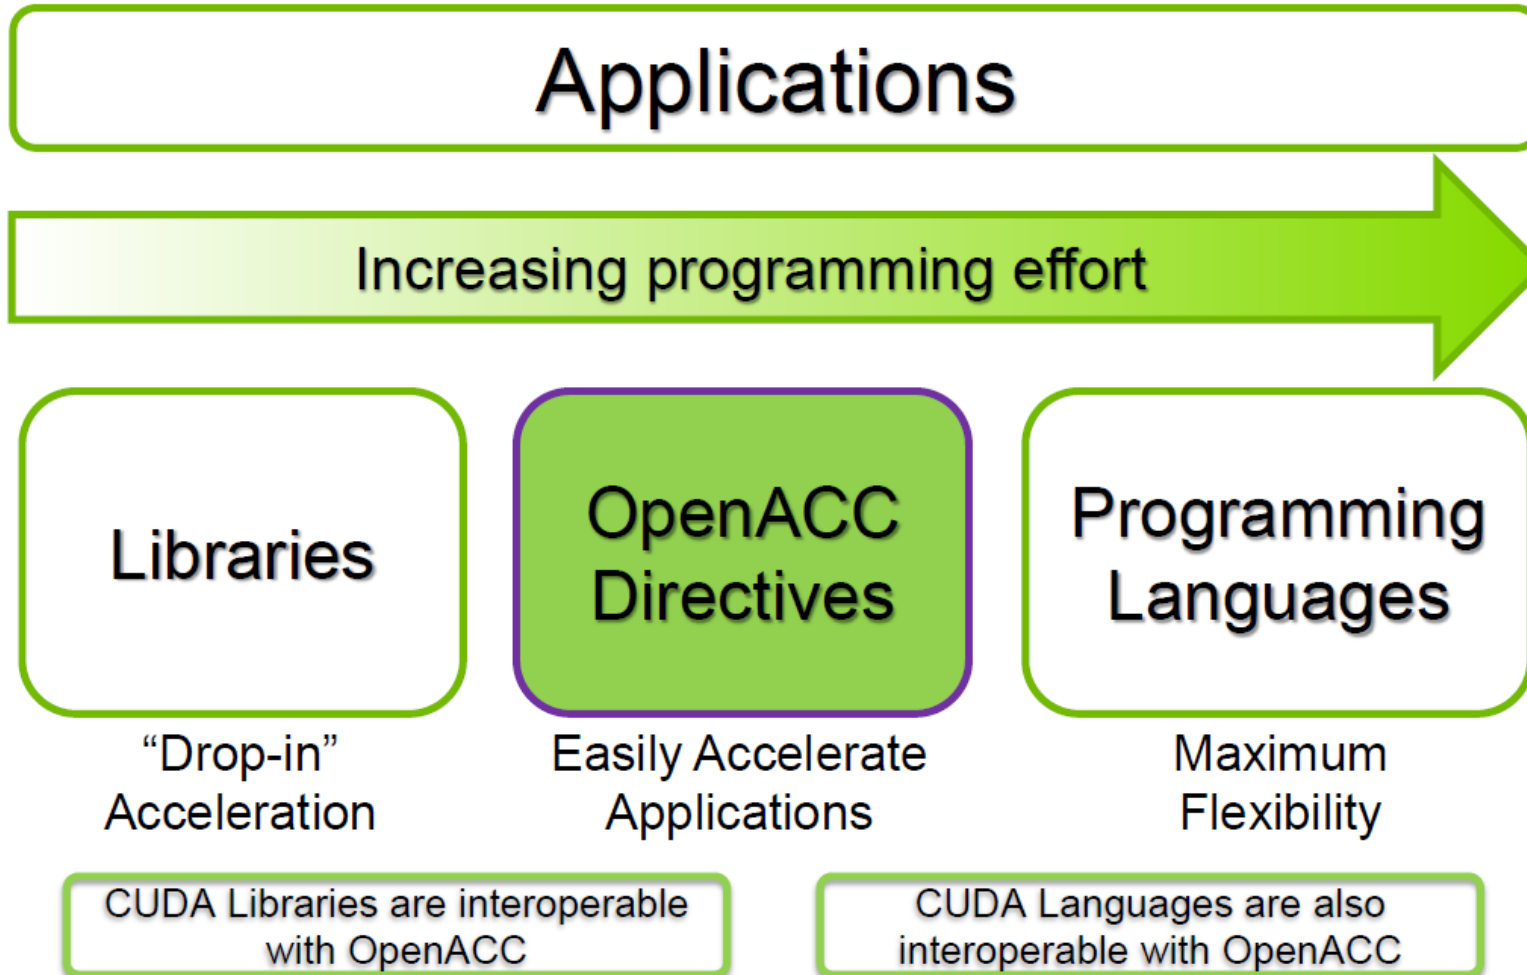 Applications
Increasing programming effort
Libraries
OpenACC
Directives
Programming
Languages
“Drop-in”
Acceleration
Easily Accelerate
Applications
Maximum
Flexibility
CUDA Libraries are interoperable
with OpenACC
CUDA Languages are also
interoperable with OpenACC